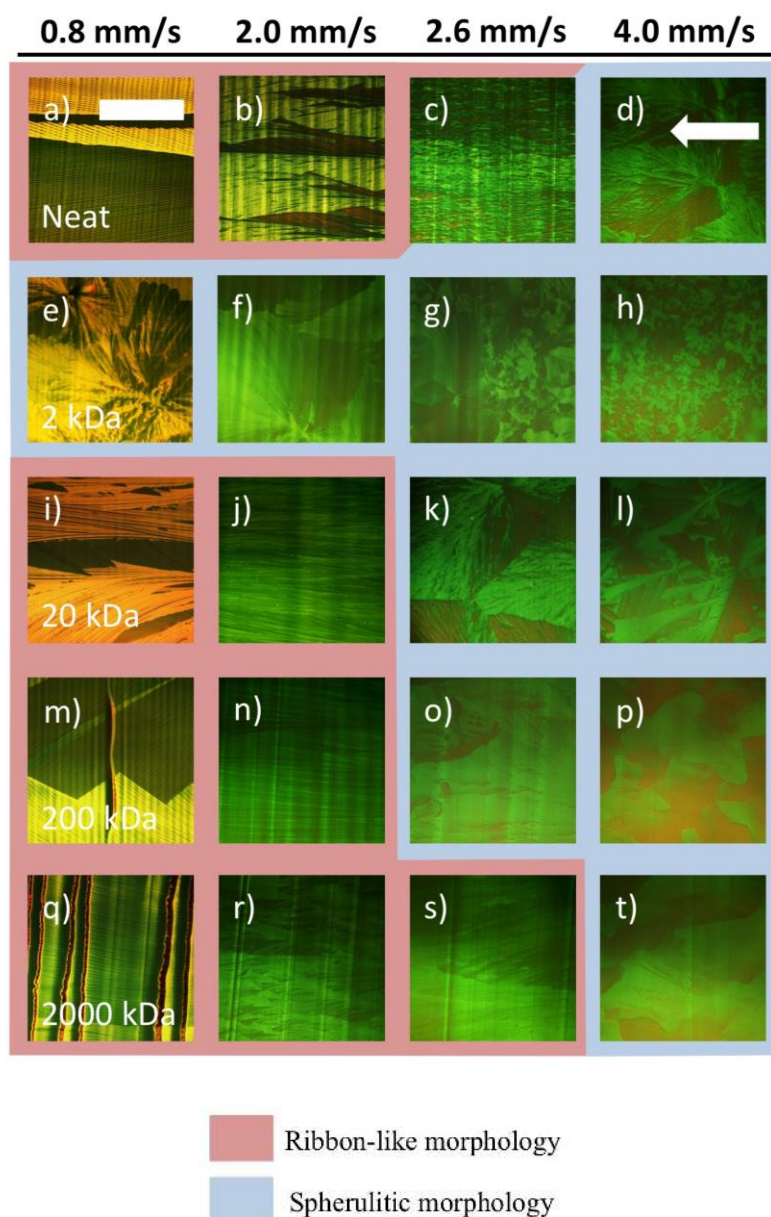 0.8 mm/s 2.0 mm/s 2.6 mm/s 4.0 mm/s
a) b) c) d)
Neat
e) f) g) h)
2 kDa
i) j) k) l)
20 kDa
m) n) o) p)
200 kDa
q) r) s) t)
2000 kDa
Ribbon-like morphology
Spherulitic morphology